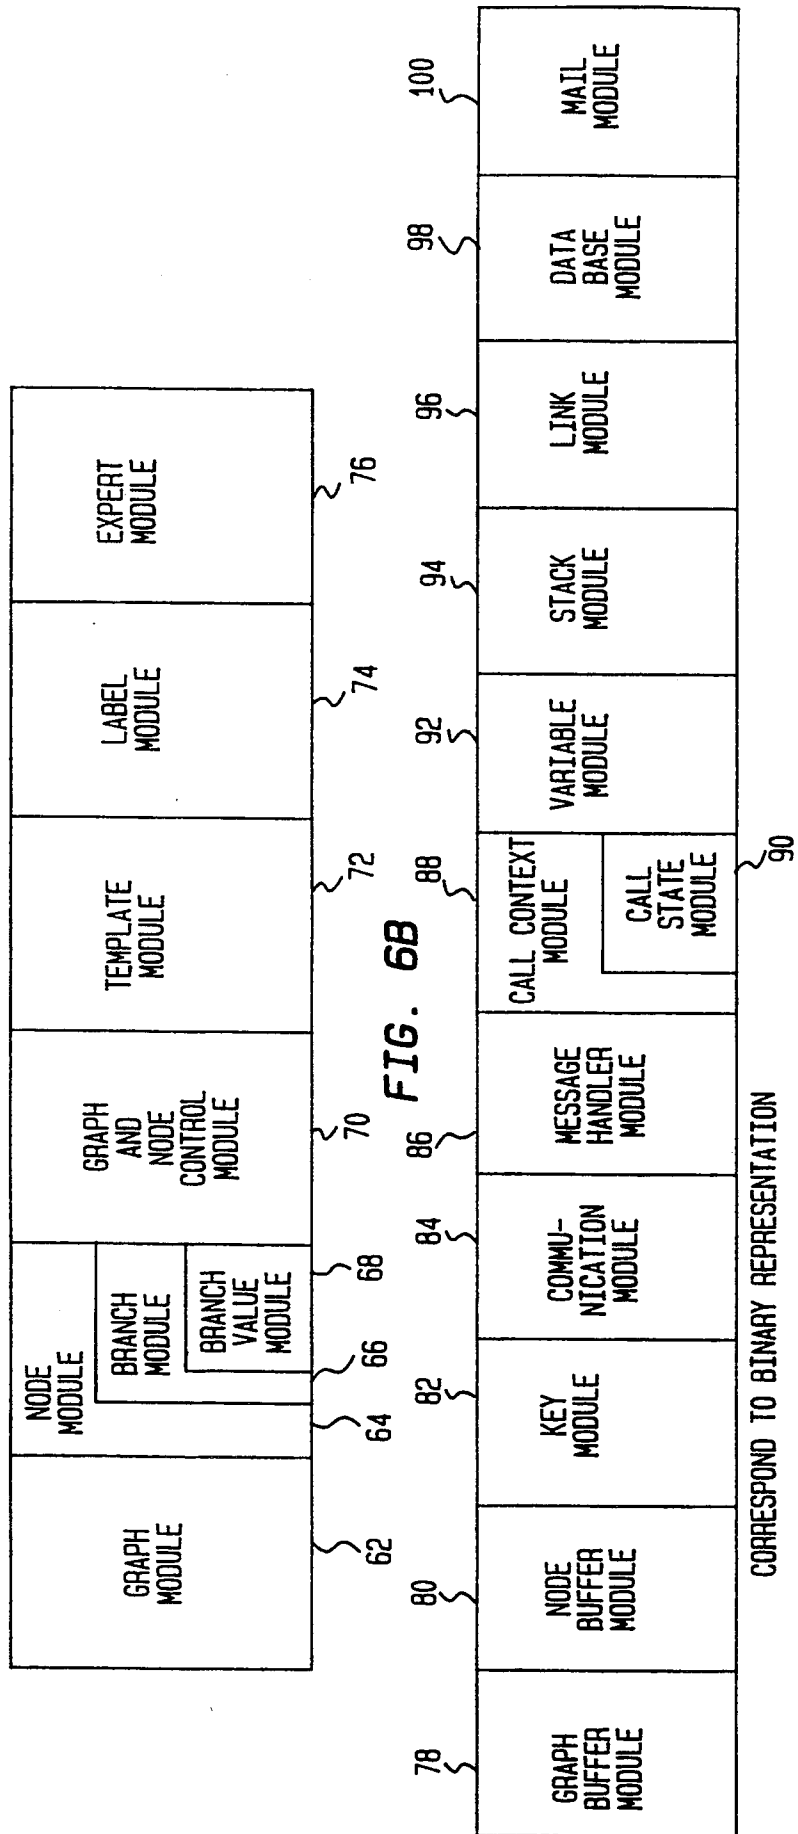 GRAPH
MODULE
NODE
MODULE
BRANCH
MODULE
BRANCH
VALUE
MODULE
GRAPH
AND
NODE
CONTROL
MODULE
TEMPLATE
MODULE
LABEL
MODULE
EXPERT
MODULE
62
64
66
68
70
72
74
76
FIG. 6B
78
80
82
84
86
88
92
94
96
98
100
GRAPH
BUFFER
MODULE
NODE
BUFFER
MODULE
KEY
MODULE
COMMU-
NICATION
MODULE
MESSAGE
HANDLER
MODULE
CALL CONTEXT
MODULE
CALL
STATE
MODULE
VARIABLE
MODULE
STACK
MODULE
LINK
MODULE
DATA
BASE
MODULE
MAIL
MODULE
90
CORRESPOND TO BINARY REPRESENTATION